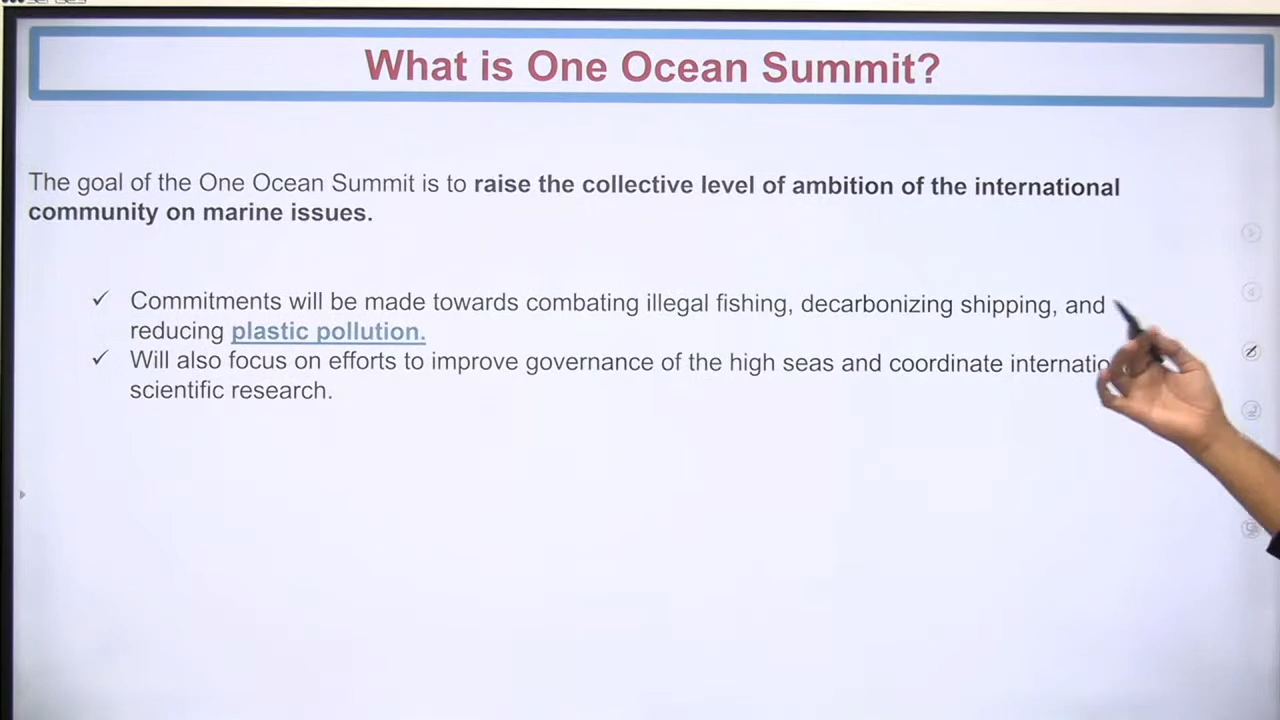 What is One Ocean Summit?
The goal of the One Ocean Summit is to raise the collective level of ambition of the international
community on marine issues.
✓ Commitments will be made towards combating illegal fishing, decarbonizing shipping, and
reducing plastic pollution.
✓ Will also focus on efforts to improve governance of the high seas and coordinate internatio
scientific research.